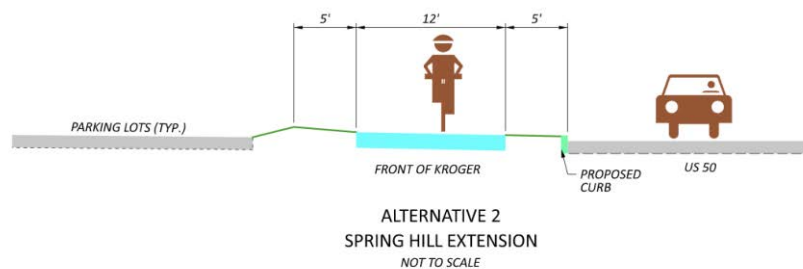 5' 12' 5'
PARKING LOTS (TYP.)
FRONT OF KROGER
PROPOSED
CURB
US 50
ALTERNATIVE 2
SPRING HILL EXTENSION
NOT TO SCALE